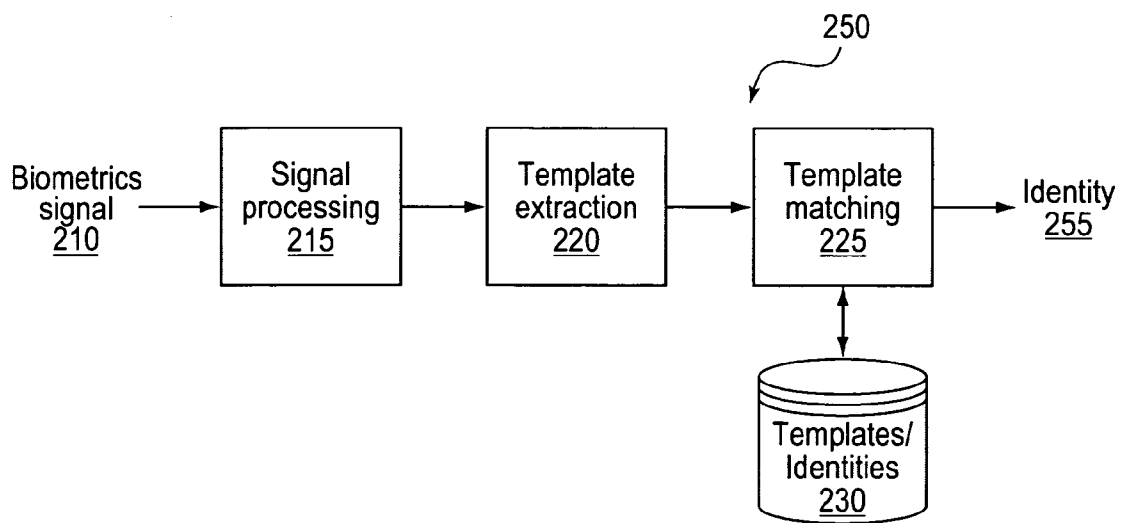 250
Biometrics
signal
210
Signal
processing
215
Template
extraction
220
Template
matching
225
Identity
255
Templates/
Identities
230